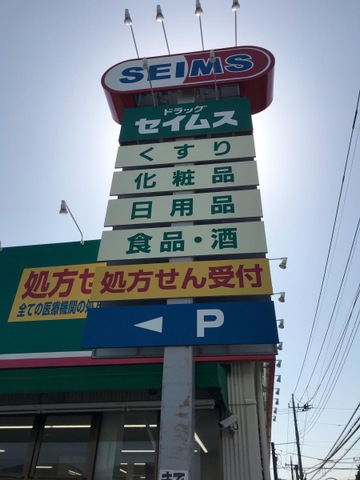 SEIMS
ドラッグ
セイムス
くすり
化粧品
日用品
食品・酒
処方せん受付
P
処方せ
全ての医療機関の処